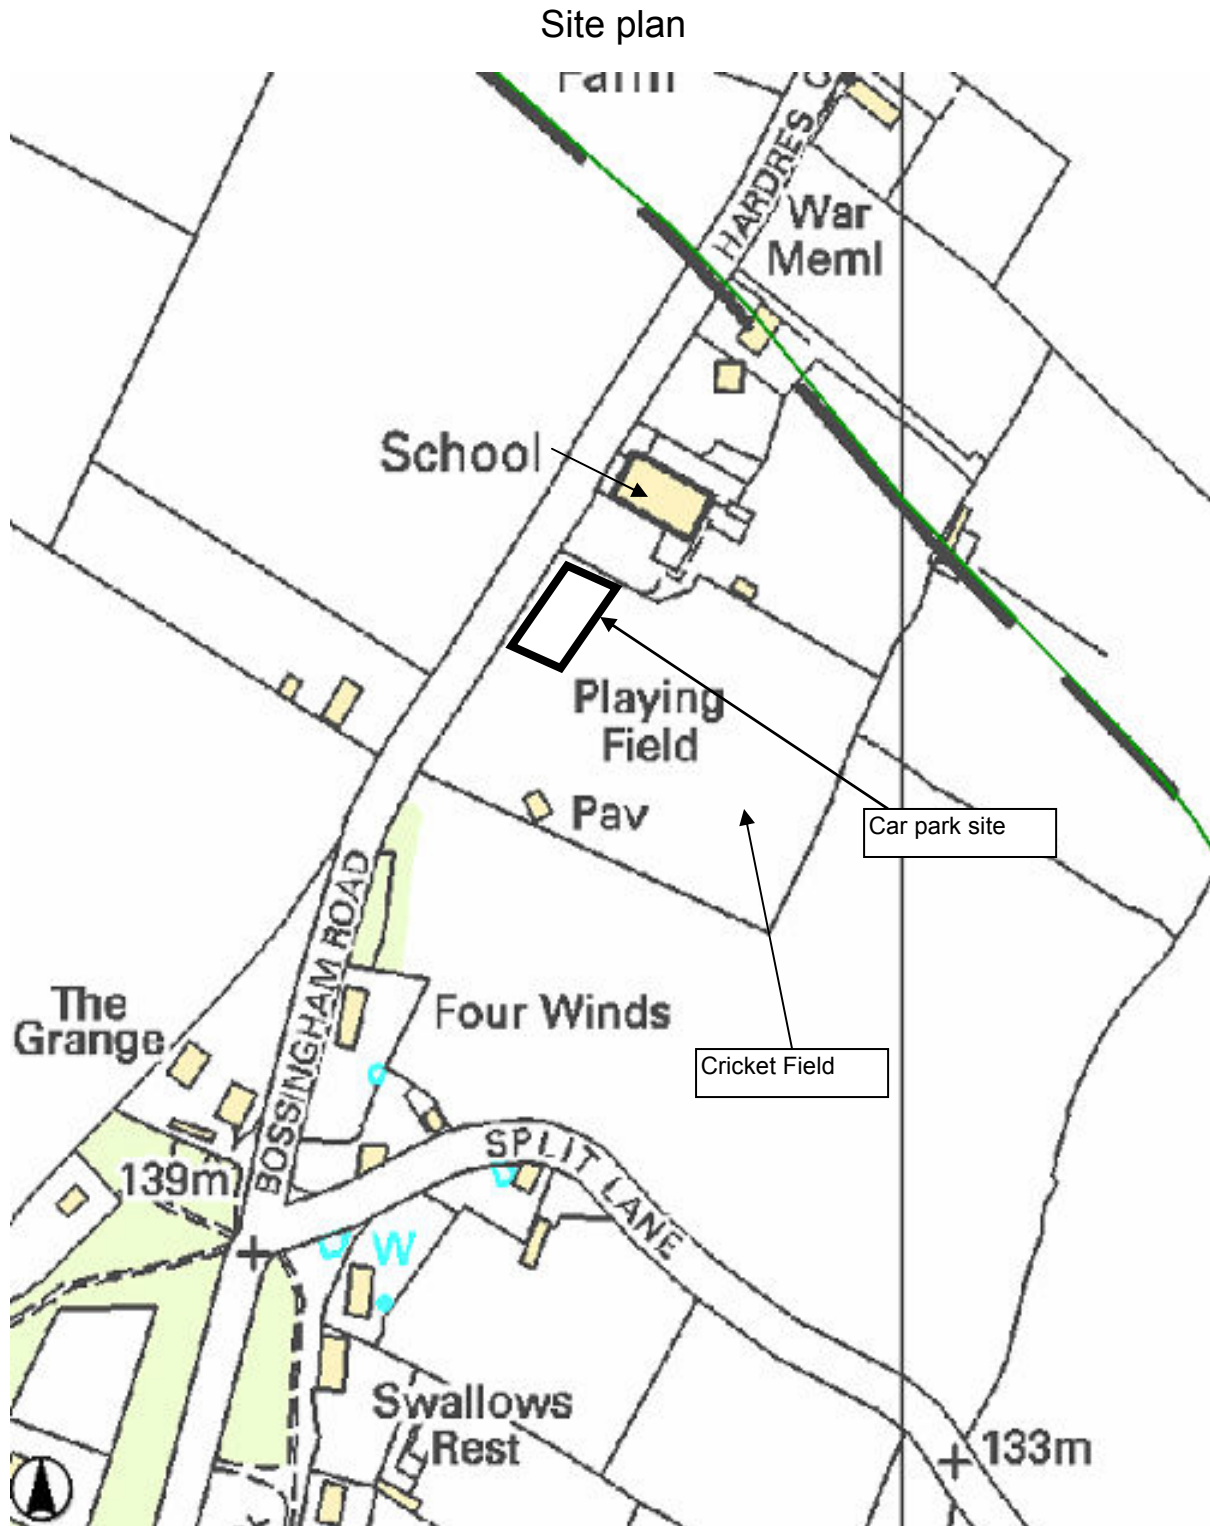 Site plan
Farm
HARDRES
War
Meml
School
Playing
Field
Pav
Car park site
BOSSINGHAM ROAD
The
Grange
Four Winds
Cricket Field
SPLIT LANE
139m
W
Swallows
Rest
133m